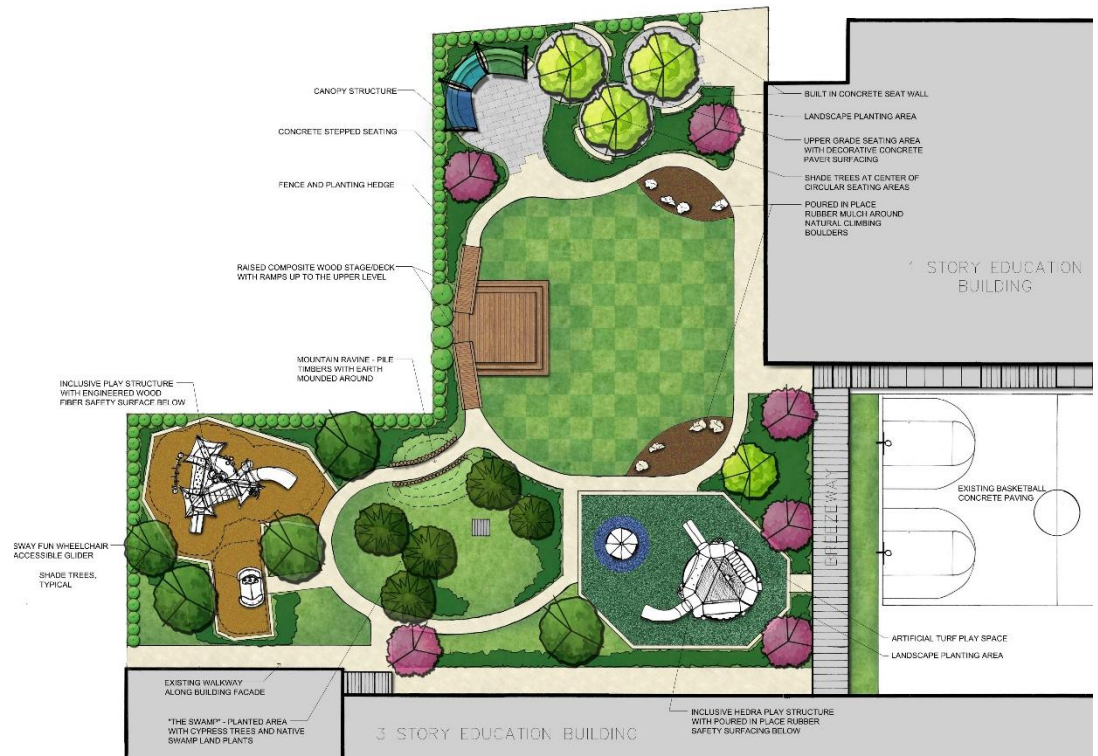 CANOPY STRUCTURE
CONCRETE STEPPED SEATING
FENCE AND PLANTING HEDGE
RAISED COMPOSITE WOOD STAGE/DECK
WITH RAMPS UP TO THE UPPER LEVEL
MOUNTAIN RAVINE - PILE
TIMBERS WITH EARTH
MOUNDED AROUND
INCLUSIVE PLAY STRUCTURE
WITH ENGINEERED WOOD
FIBER SAFETY SURFACE BELOW
SWAY FUN WHEELCHAIR
ACCESSIBLE GLIDER
SHADE TREES,
TYPICAL
EXISTING WALKWAY
ALONG BUILDING FACADE
"THE SWAMP" - PLANTED AREA
WITH CYPRESS TREES AND NATIVE
SWAMP LAND PLANTS
BUILT IN CONCRETE SEAT WALL
LANDSCAPE PLANTING AREA
UPPER GRADE SEATING AREA
WITH DECORATIVE CONCRETE
PAVER SURFACING
SHADE TREES AT CENTER OF
CIRCULAR SEATING AREAS
POURED IN PLACE
RUBBER MULCH AROUND
NATURAL CLIMBING
BOULDERS
1 STORY EDUCATION
BUILDING
BREEZEWAY
EXISTING BASKETBALL
CONCRETE PAVING
ARTIFICIAL TURF PLAY SPACE
LANDSCAPE PLANTING AREA
INCLUSIVE HEDRA PLAY STRUCTURE
WITH POURED IN PLACE RUBBER
SAFETY SURFACING BELOW
3 STORY EDUCATION BUILDING